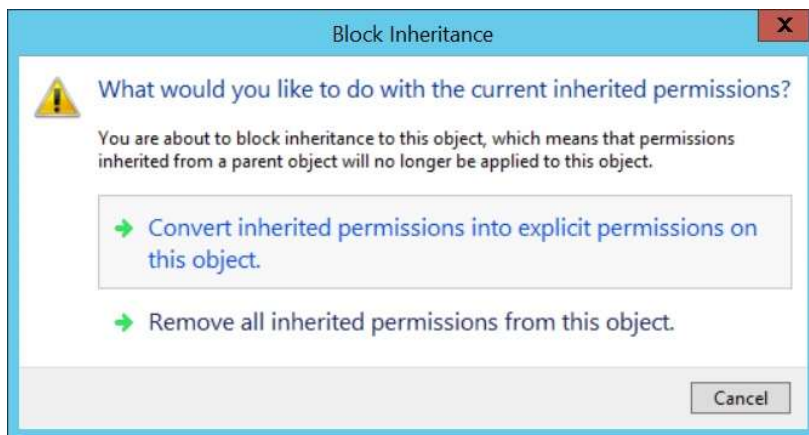 Block Inheritance
X
What would you like to do with the current inherited permissions?
You are about to block inheritance to this object, which means that permissions
inherited from a parent object will no longer be applied to this object.
Convert inherited permissions into explicit permissions on
this object.
Remove all inherited permissions from this object.
Cancel